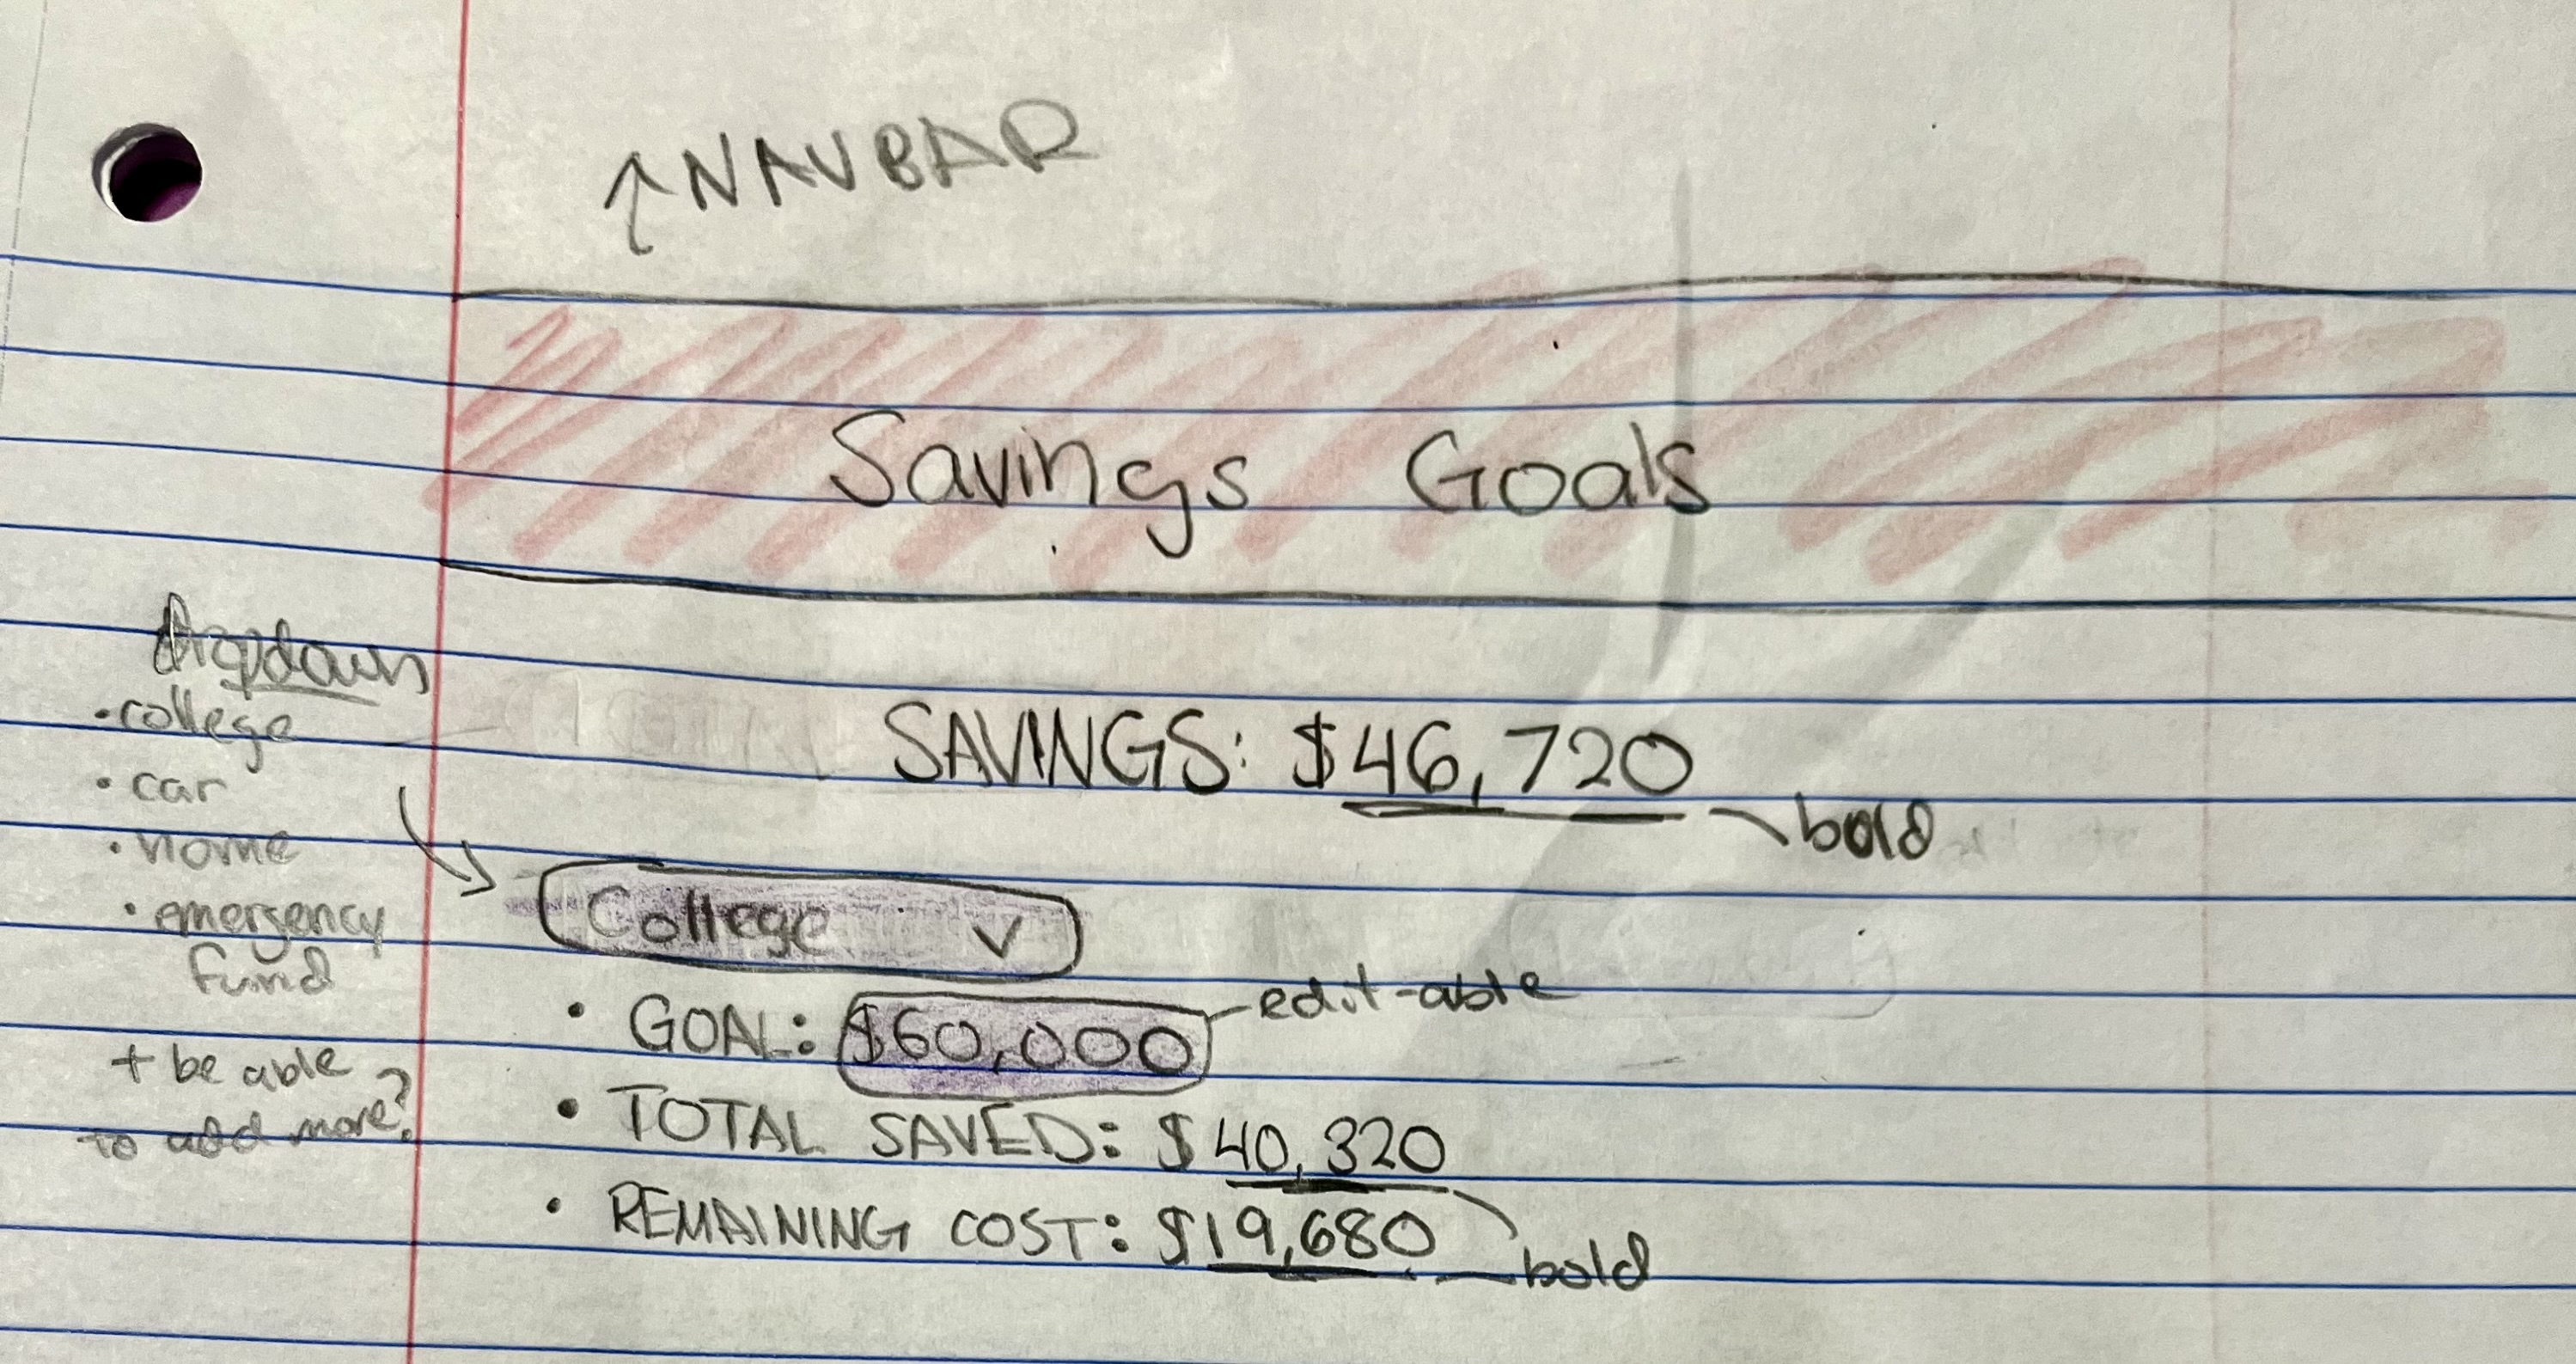 ↑ NAVBAR
Savings Goals
dropdown
• college
• car
• home
• emergency
fund
+ be able
to add more?
SAVINGS: $46,720
bold
College ∨
• GOAL: $60,000
edit-able
• TOTAL SAVED: $40,320
• REMAINING COST: $19,680
bold